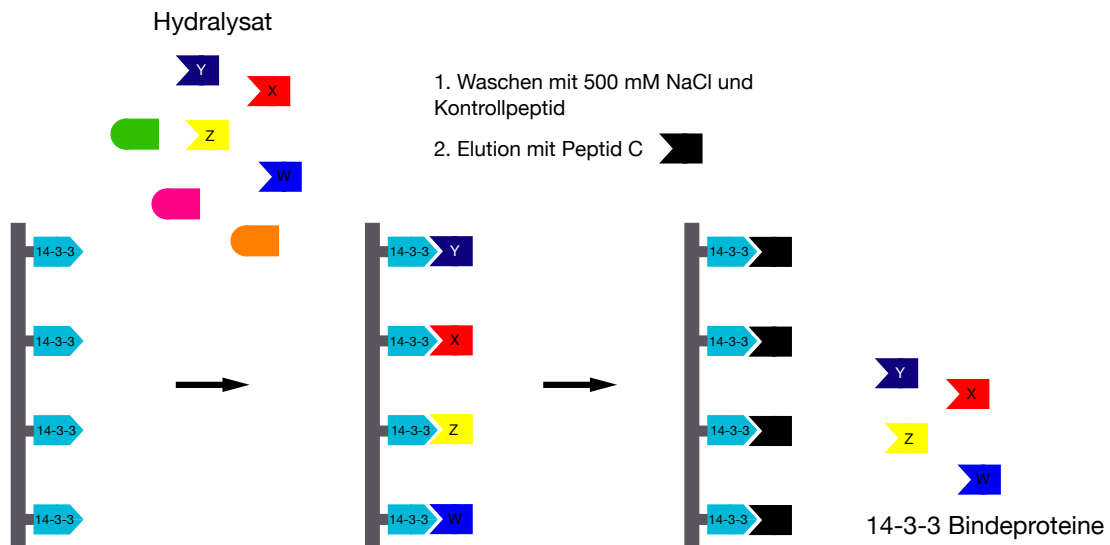 Hydralysat
Y
X
Z
W
1. Waschen mit 500 mM NaCl und
Kontrollpeptid
2. Elution mit Peptid C
14-3-3
14-3-3
14-3-3
14-3-3
14-3-3 Y
14-3-3 X
14-3-3 Z
14-3-3 W
14-3-3
14-3-3
14-3-3
14-3-3
Y
X
Z
W
14-3-3 Bindeproteine